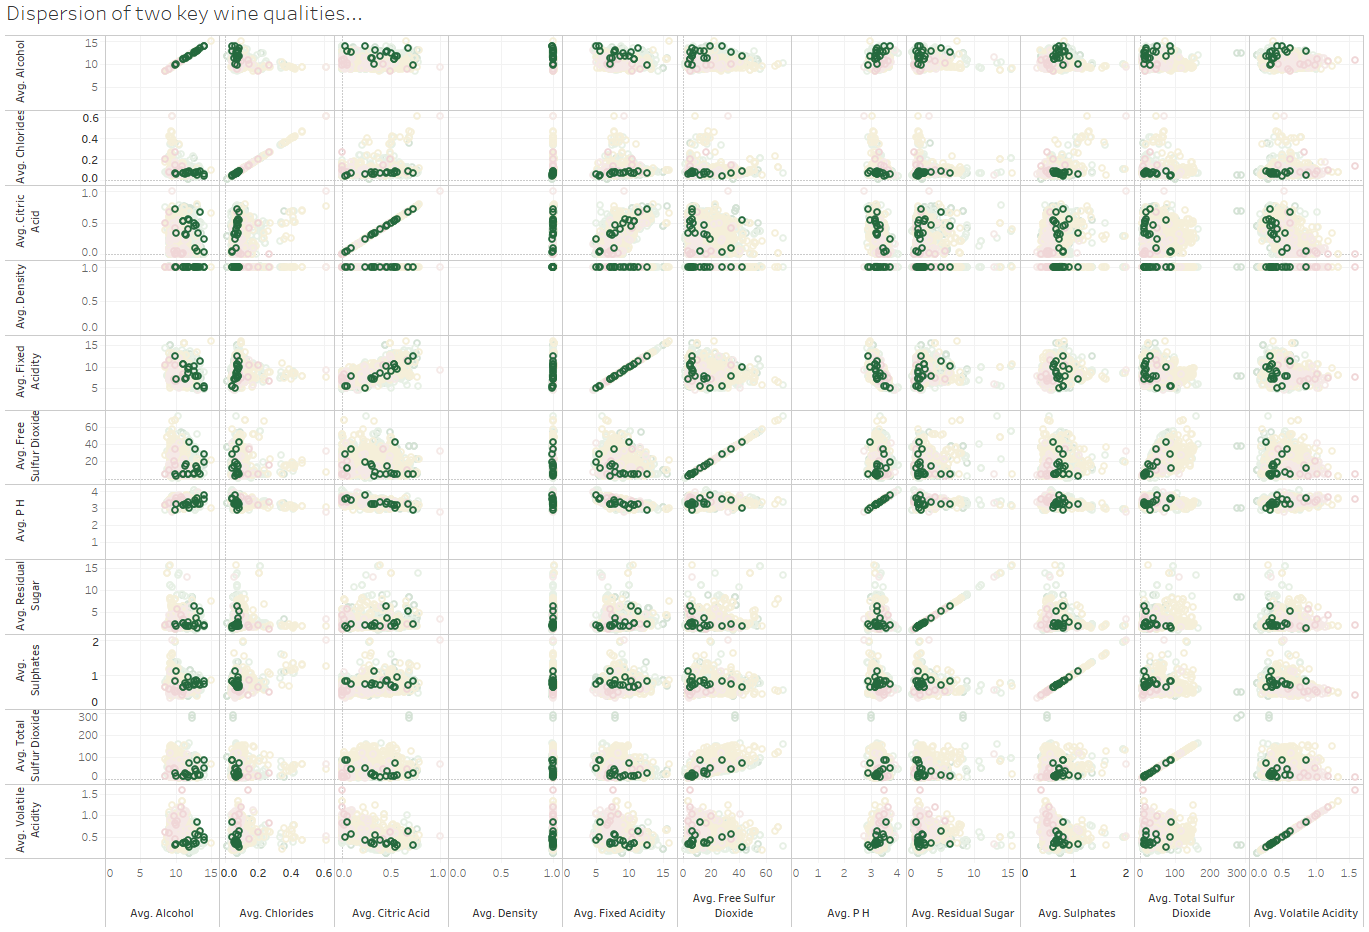 Dispersion of two key wine qualities...
Avg. Alcohol
15
10
5
Avg. Chlorides
0.6
0.4
0.2
0.0
Avg. Citric
Acid
1.0
0.5
0.0
Avg. Density
1.0
0.5
0.0
Avg. Fixed
Acidity
15
10
5
Avg. Free
Sulfur Dioxide
60
40
20
Avg. P H
4
3
2
1
Avg. Residual
Sugar
15
10
5
Avg.
Sulphates
2
1
0
Avg. Total
Sulfur Dioxide
300
200
100
0
Avg. Volatile
Acidity
1.5
1.0
0.5
0 5 10 15 0.0 0.2 0.4 0.6 0.0 0.5 1.0 0.0 0.5 1.0 0 5 10 15 0 20 40 60 0 1 2 3 4 0 5 10 15 0 1 2 0 100 200 300 0.0 0.5 1.0 1.5
Avg. Alcohol
Avg. Chlorides
Avg. Citric Acid
Avg. Density
Avg. Fixed Acidity
Avg. Free Sulfur
Dioxide
Avg. P H
Avg. Residual Sugar
Avg. Sulphates
Avg. Total Sulfur
Dioxide
Avg. Volatile Acidity